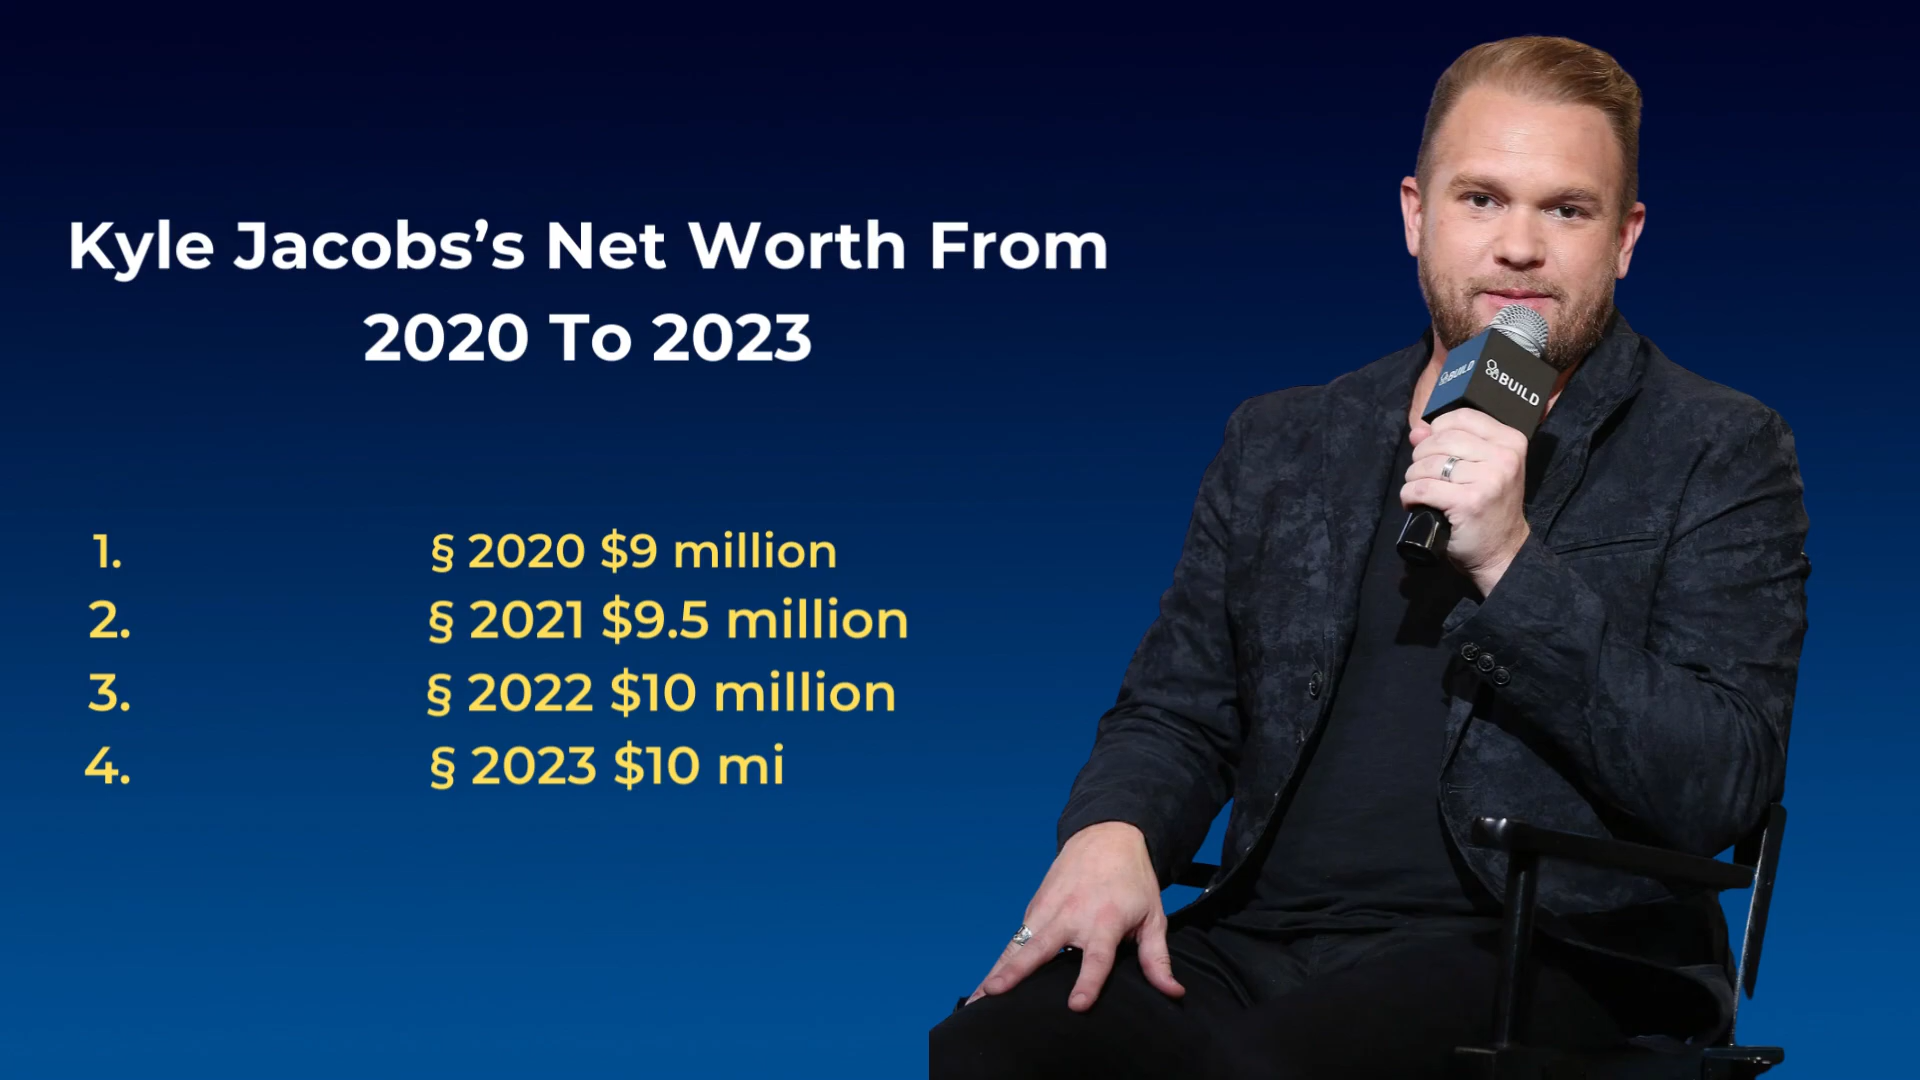 Kyle Jacobs’s Net Worth From
2020 To 2023
1. § 2020 $9 million
2. § 2021 $9.5 million
3. § 2022 $10 million
4. § 2023 $10 mi
BUILD
BUILD